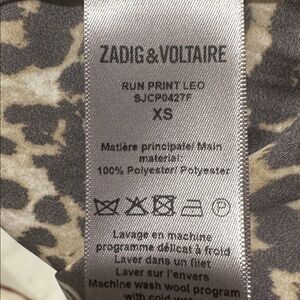 ZADIG & VOLTAIRE
RUN PRINT LEO
SJCP0427F
XS
Matière principale/ Main
material:
100% Polyester/ Polyester
Lavage en machine
programme délicat à froid
Laver dans un filet
Laver sur l'envers
Machine wash wool program
with cold